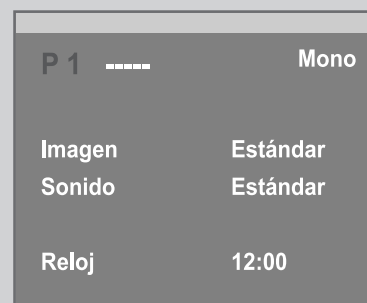 P 1 ----- Mono
Imagen Estándar
Sonido Estándar
Reloj 12:00